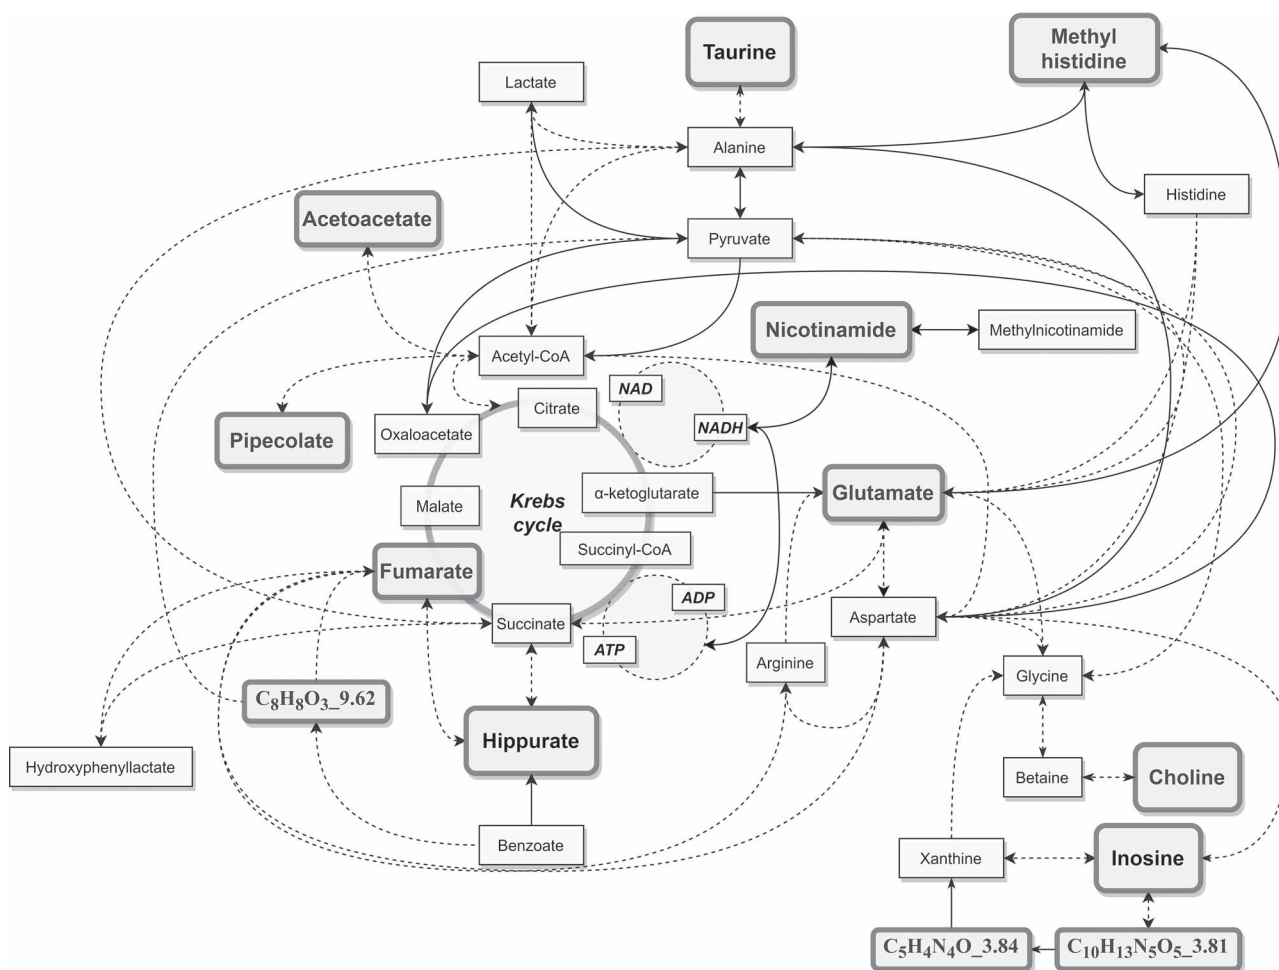 Taurine
Methyl
histidine
Lactate
Alanine
Histidine
Acetoacetate
Pyruvate
Nicotinamide
Methylnicotinamide
Acetyl-CoA
NAD
Citrate
NADH
Oxaloacetate
Pipecolate
α-ketoglutarate
Glutamate
Malate
Krebs
cycle
Succinyl-CoA
Fumarate
ADP
Succinate
Aspartate
ATP
Arginine
Glycine
C8H8O3_9.62
Hippurate
Hydroxyphenyllactate
Betaine
Choline
Benzoate
Xanthine
Inosine
C5H4N4O_3.84
C10H13N5O5_3.81